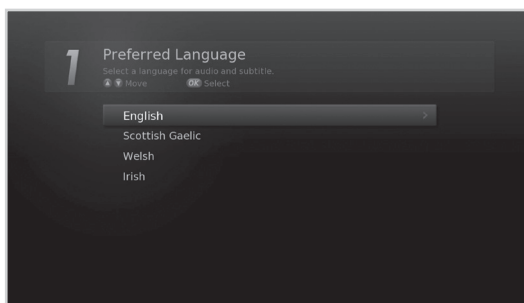 1
Preferred Language
Select a language for audio and subtitle.
Move OK Select
English
Scottish Gaelic
Welsh
Irish